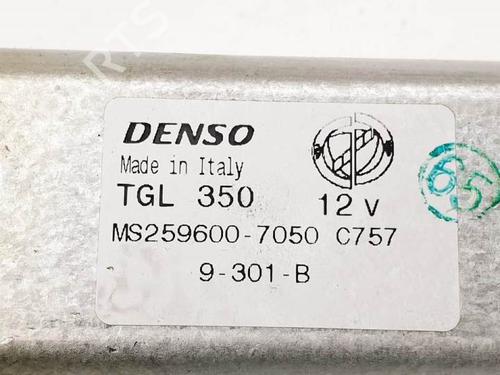 DENSO
Made in Italy
TGL 350 12 V
MS259600-7050 C757
9-301-B